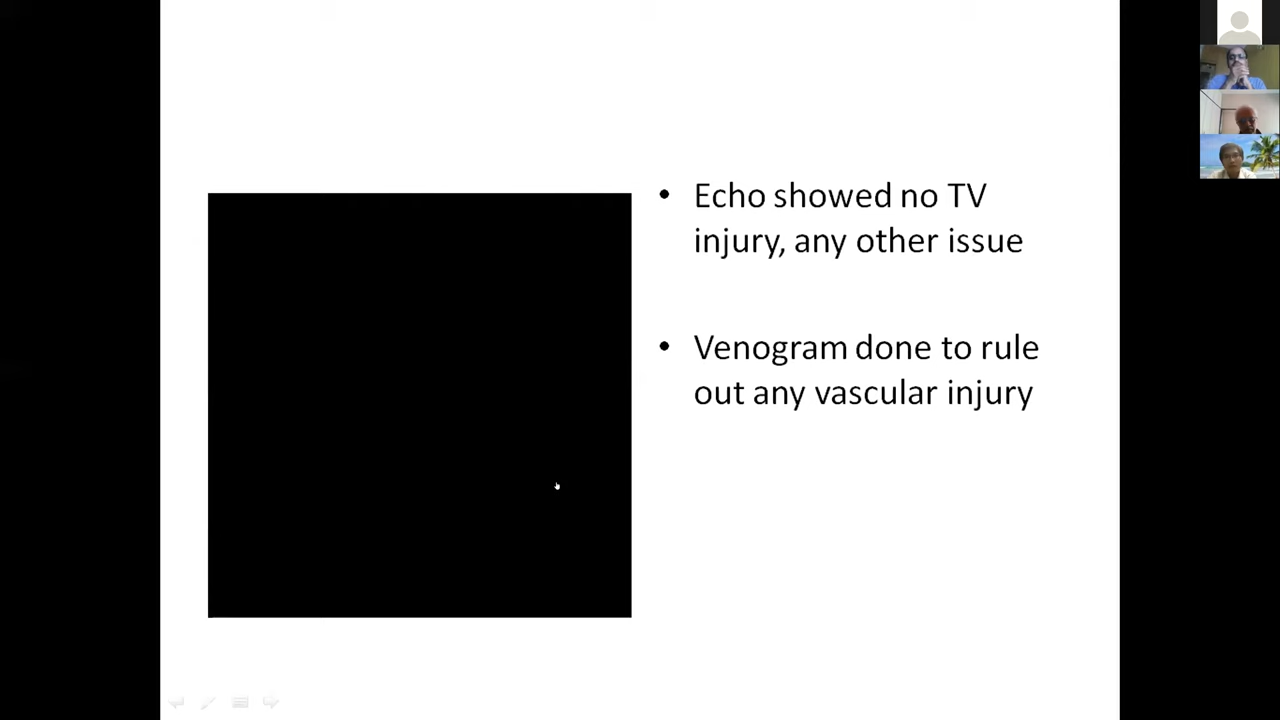 • Echo showed no TV
injury, any other issue
• Venogram done to rule
out any vascular injury